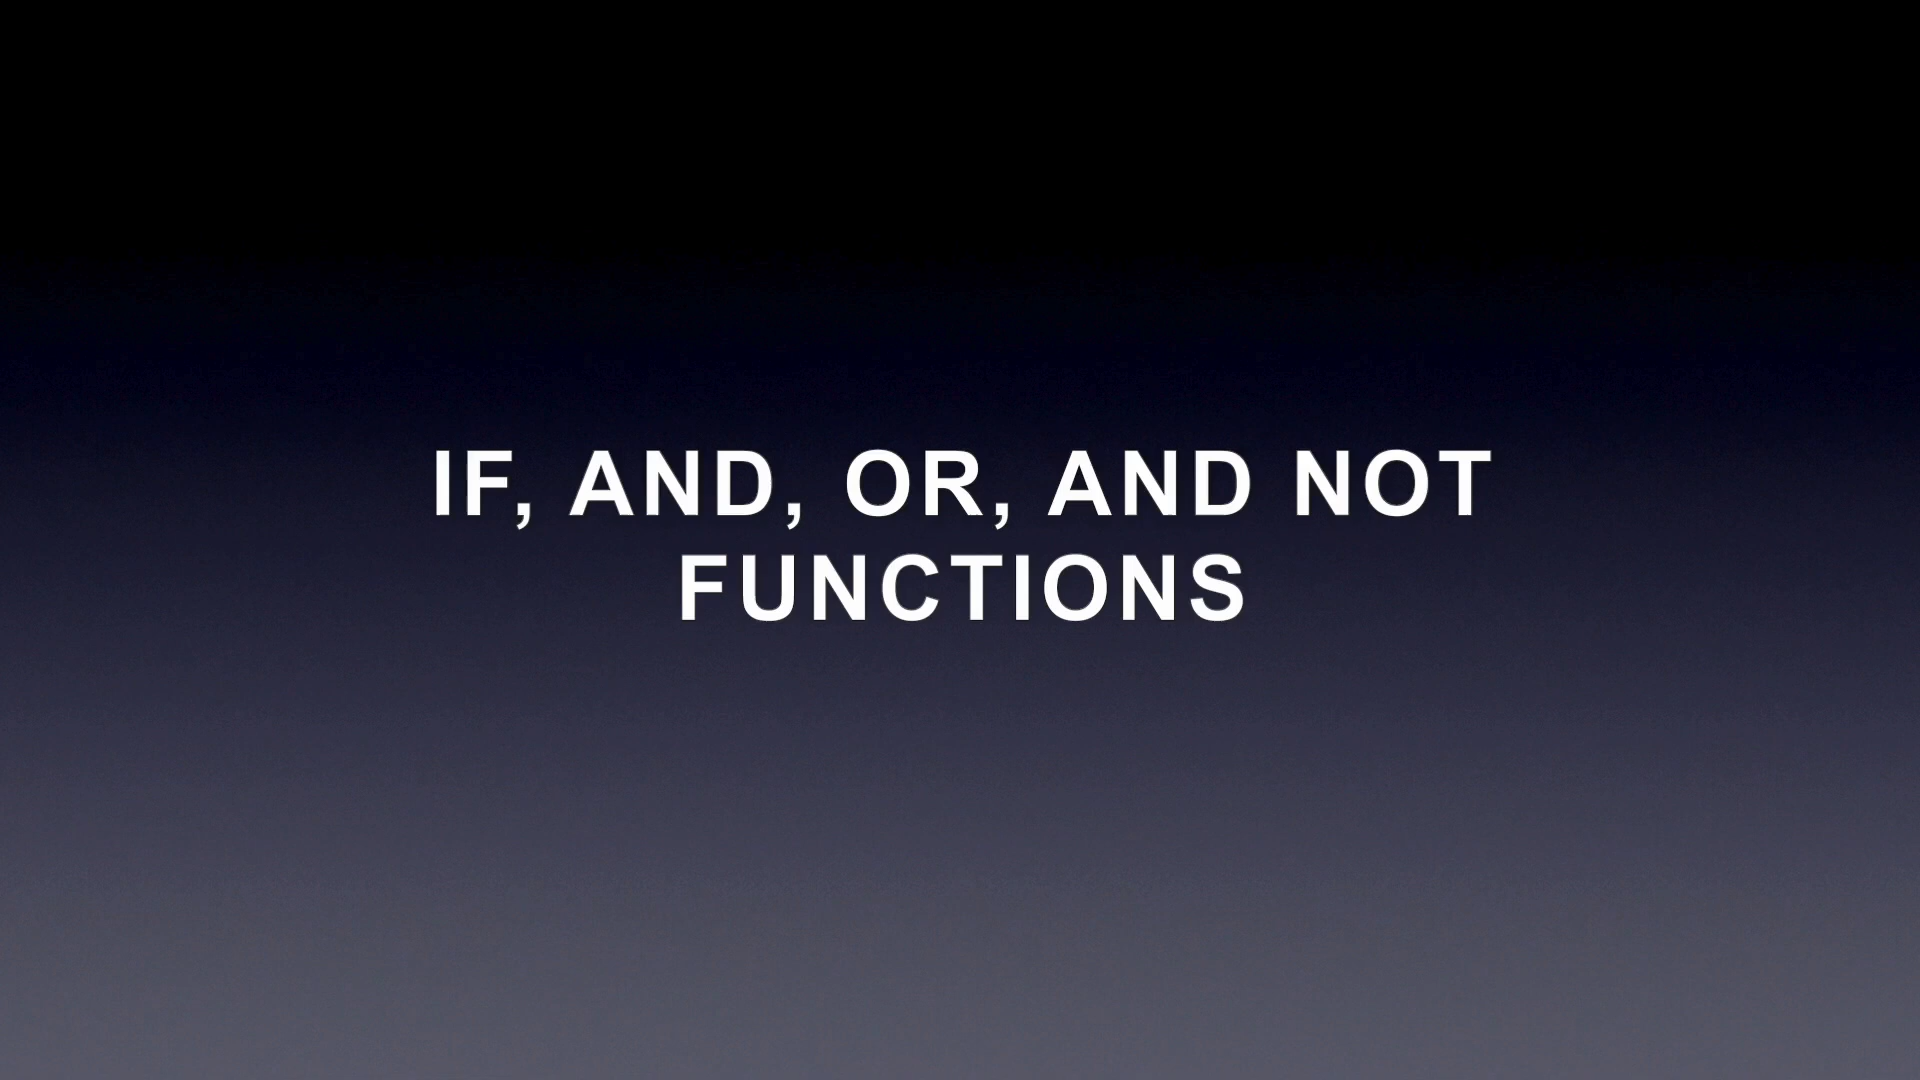 IF, AND, OR, AND NOT
FUNCTIONS